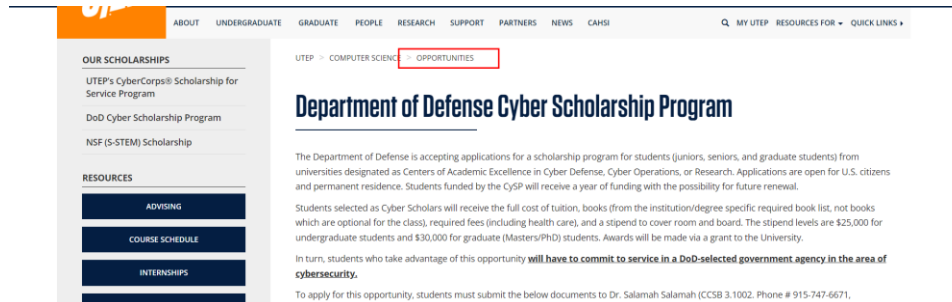 ABOUT UNDERGRADUATE GRADUATE PEOPLE RESEARCH SUPPORT PARTNERS NEWS CAHSI MY UTEP RESOURCES FOR QUICK LINKS
OUR SCHOLARSHIPS
UTEP's CyberCorps® Scholarship for
Service Program
DoD Cyber Scholarship Program
NSF (S-STEM) Scholarship
RESOURCES
ADVISING
COURSE SCHEDULE
INTERNSHIPS
UTEP > COMPUTER SCIENCE > OPPORTUNITIES
Department of Defense Cyber Scholarship Program
The Department of Defense is accepting applications for a scholarship program for students (juniors, seniors, and graduate students) from
universities designated as Centers of Academic Excellence in Cyber Defense, Cyber Operations, or Research. Applications are open for U.S. citizens
and permanent residence. Students funded by the CySP will receive a year of funding with the possibility for future renewal.
Students selected as Cyber Scholars will receive the full cost of tuition, books (from the institution/degree specific required book list, not books
which are optional for the class), required fees (including health care), and a stipend to cover room and board. The stipend levels are $25,000 for
undergraduate students and $30,000 for graduate (Masters/PhD) students. Awards will be made via a grant to the University.
In turn, students who take advantage of this opportunity will have to commit to service in a DoD-selected government agency in the area of
cybersecurity.
To apply for this opportunity, students must submit the below documents to Dr. Salamah Salamah (CCSB 3.1002. Phone # 915-747-6671,